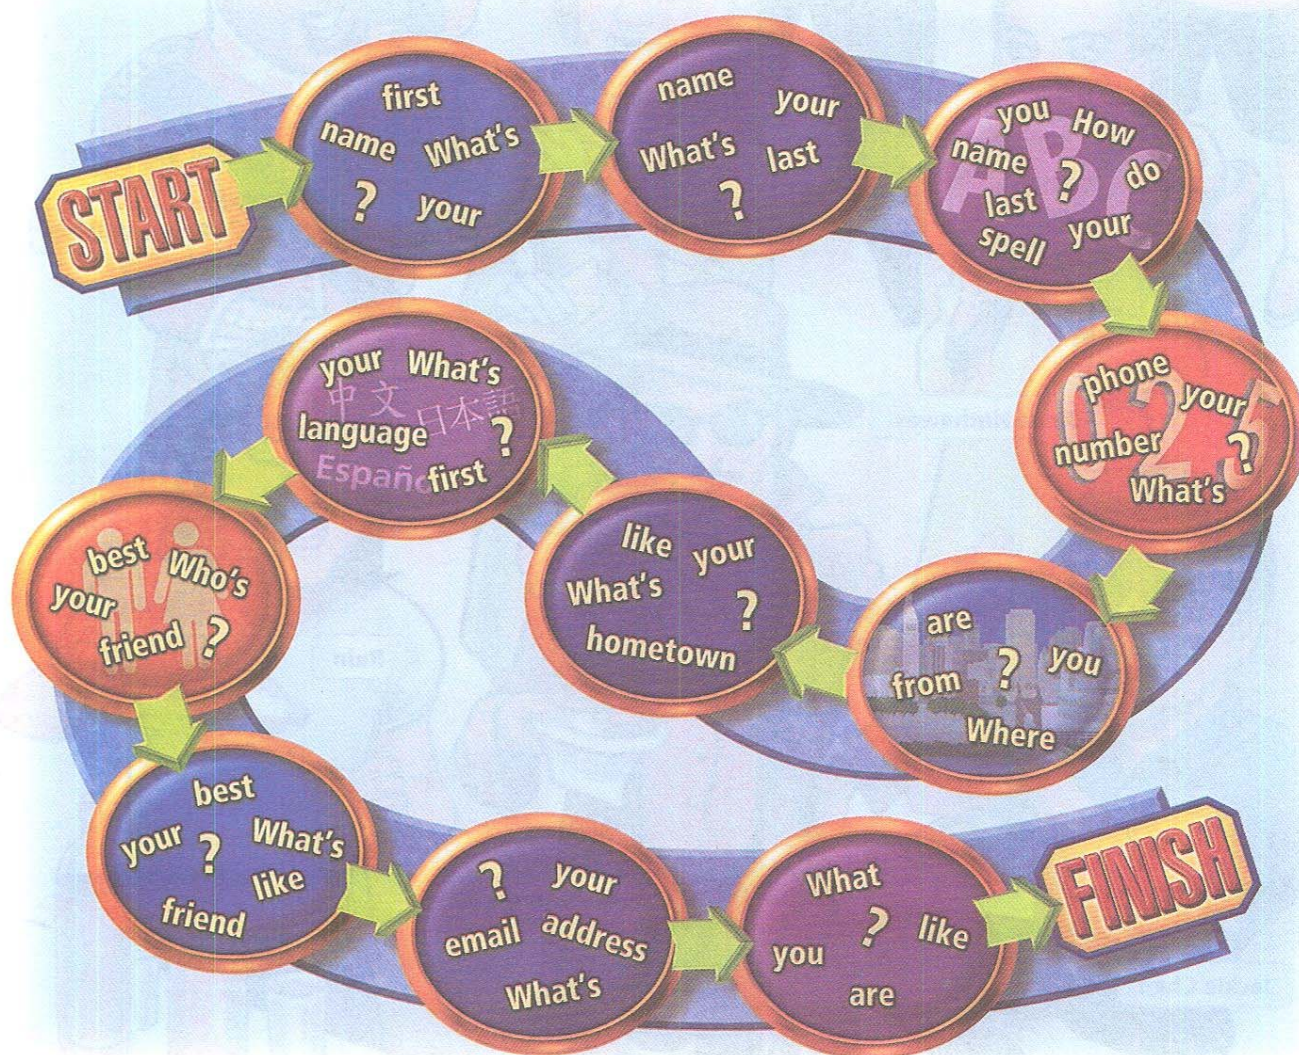 START
first
name What's
? your
name your
What's last
?
you How
name ? do
last your
spell
phone your
number ?
What's
are
from ? you
Where
like your
What's ?
hometown
your What's
中文 日本語
language ?
Español first
best Who's
your
friend ?
best
your ? What's
like
friend
? your
email address
What's
What
? like
you
are
FINISH